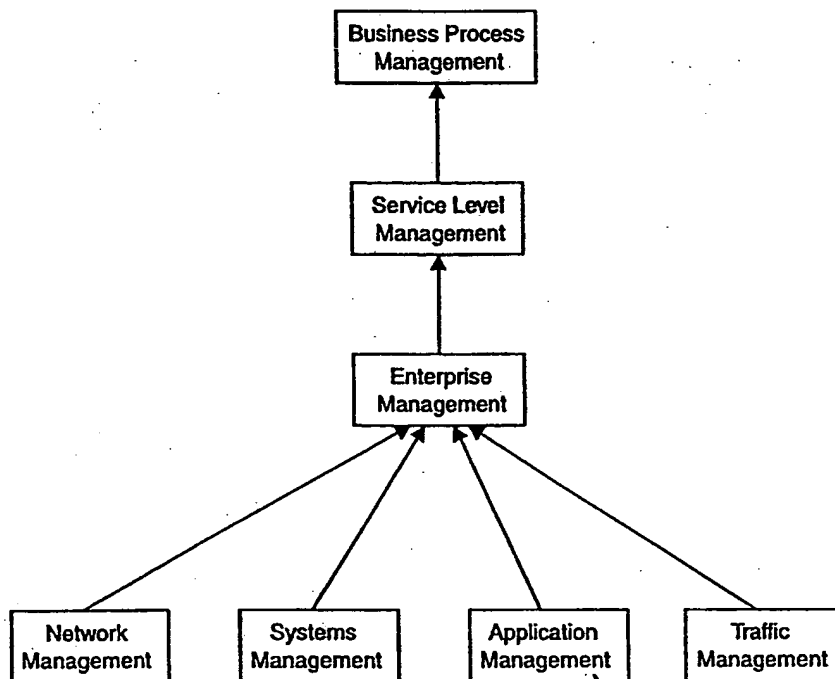 Business Process
Management
Service Level
Management
Enterprise
Management
Network
Management
Systems
Management
Application
Management
Traffic
Management